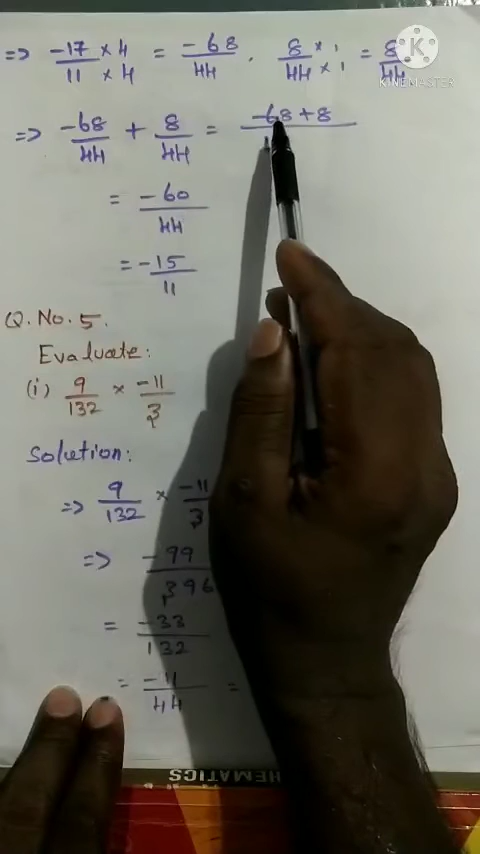 ⇒ -17/11 × 4/× 4 = -68/44 . 8/44 × 1/× 1 = 8/44
KINEMASTER
⇒ -68/44 + 8/44 = -68+8
= -60/44
= -15/11
Q. No. 5.
Evaluate:
(i) 9/132 × -11/3
Solution:
⇒ 9/132 × -11/3
⇒ -99/396
= -33/132
= -11/44 =
HEMATICS